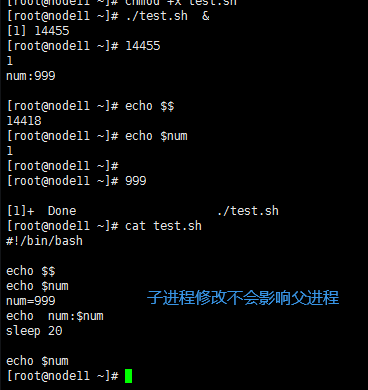 [root@node11 ~]# chmod +x test.sh
[root@node11 ~]# ./test.sh  &
[1] 14455
[root@node11 ~]# 14455
1
num:999

[root@node11 ~]# echo $$
14418
[root@node11 ~]# echo $num
1
[root@node11 ~]#
[root@node11 ~]# 999

[1]+  Done                    ./test.sh
[root@node11 ~]# cat test.sh
#!/bin/bash

echo $$
echo $num
num=999
子进程修改不会影响父进程
echo  num:$num
sleep 20

echo $num
[root@node11 ~]#